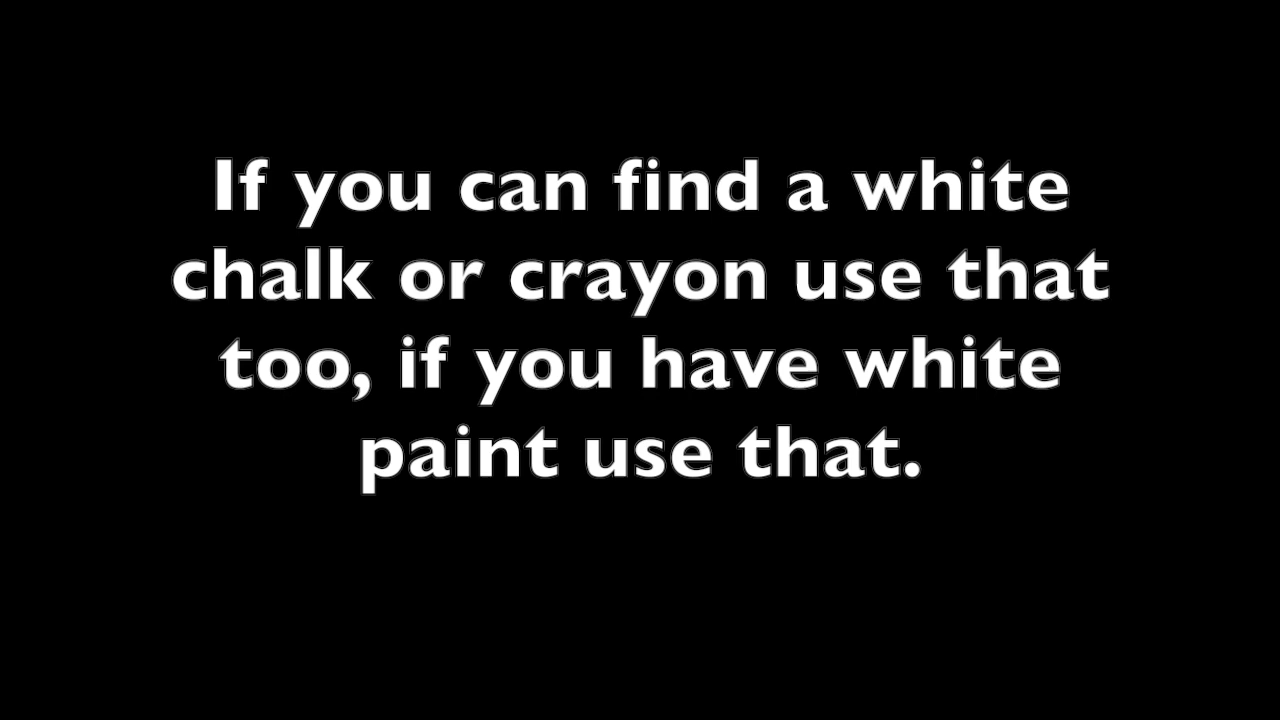 If you can find a white
chalk or crayon use that
too, if you have white
paint use that.